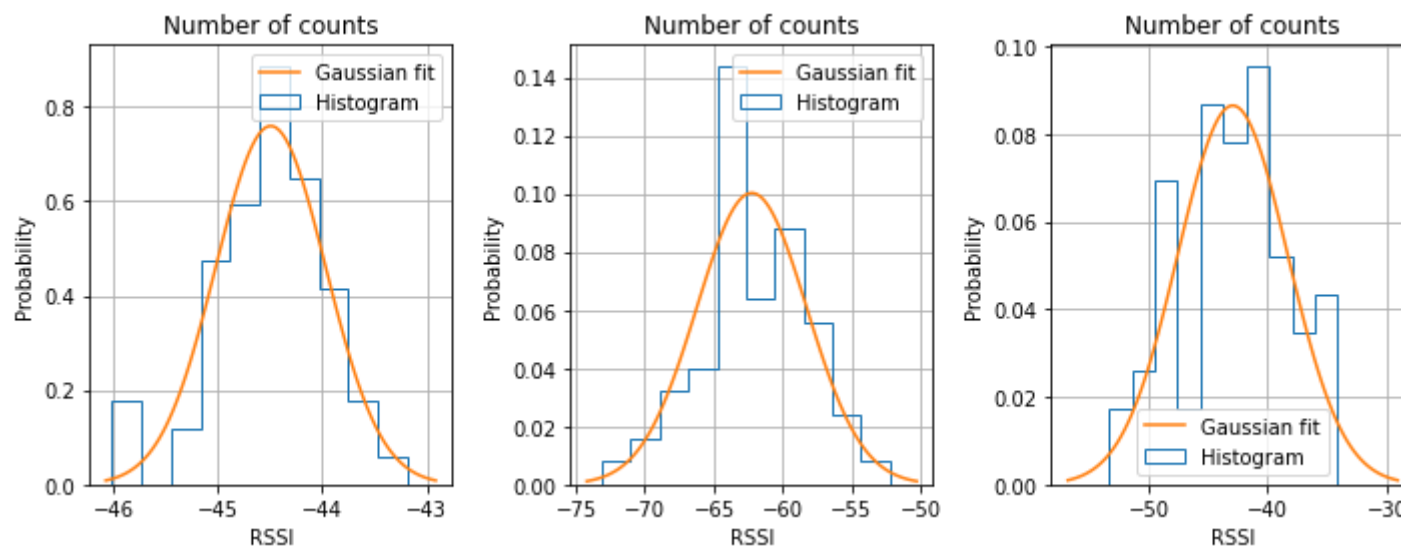 Number of counts
Probability
0.8
0.6
0.4
0.2
0.0
Gaussian fit
Histogram
−46
−45
−44
−43
RSSI
Number of counts
Probability
0.14
0.12
0.10
0.08
0.06
0.04
0.02
0.00
Gaussian fit
Histogram
−75
−70
−65
−60
−55
−50
RSSI
Number of counts
Probability
0.10
0.08
0.06
0.04
0.02
0.00
Gaussian fit
Histogram
−50
−40
−30
RSSI